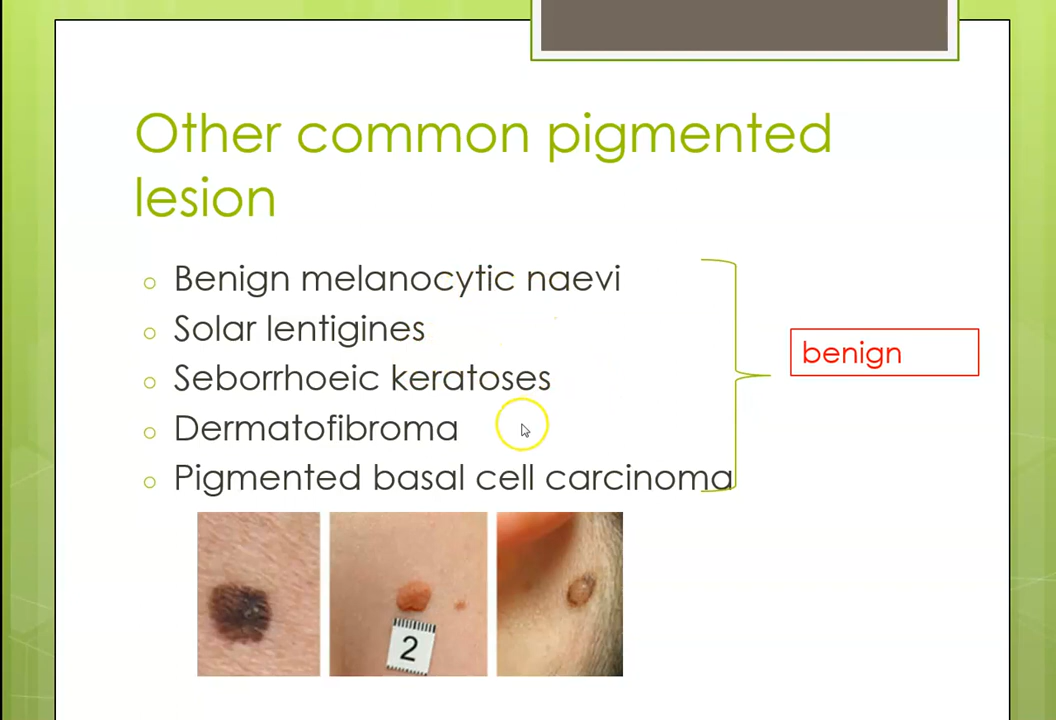 Other common pigmented
lesion
Benign melanocytic naevi
Solar lentigines
Seborrhoeic keratoses
Dermatofibroma
Pigmented basal cell carcinoma
benign
2